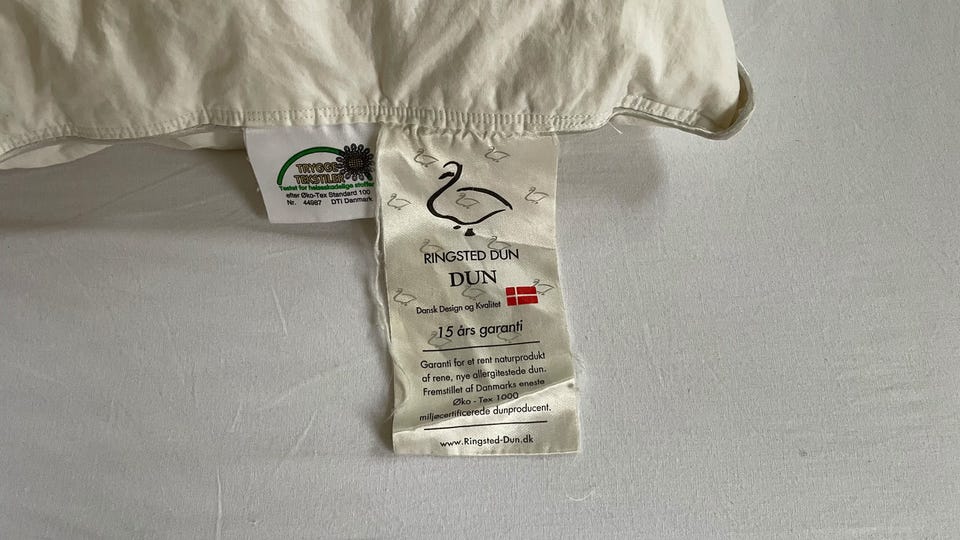 TRYGGE
TEKSTILER
Testet for helseskadelige stoffer
efter Øko-Tex Standard 100
Nr. 44987 DTI Danmark
RINGSTED DUN
DUN
Dansk Design og Kvalitet
15 års garanti
Garanti for et rent naturprodukt
af rene, nye allergitestede dun.
Fremstillet af Danmarks eneste
Øko - Tex 1000
miljøcertificerede dunproducent.
www.Ringsted-Dun.dk